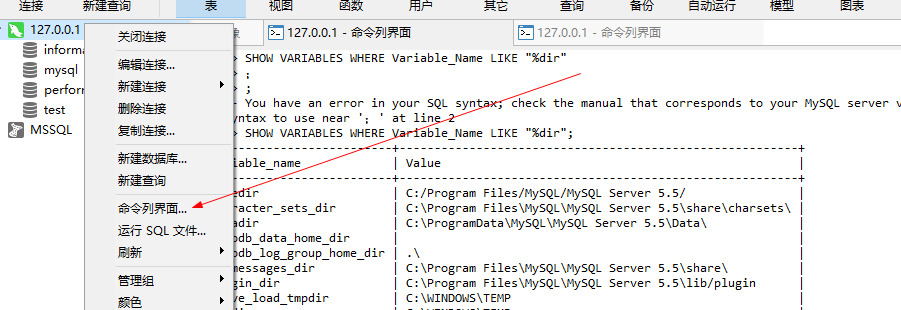 连接 新建查询 表 视图 函数 用户 其它 查询 备份 自动运行 模型 图表
127.0.0.1
informa
mysql
perform
test
MSSQL
关闭连接
编辑连接...
新建连接
删除连接
复制连接...
新建数据库...
新建查询
命令列界面...
运行 SQL 文件...
刷新
管理组
颜色
象 127.0.0.1 - 命令列界面 127.0.0.1 - 命令列界面
> SHOW VARIABLES WHERE Variable_Name LIKE "%dir"
> ;
> ;
- You have an error in your SQL syntax; check the manual that corresponds to your MySQL server v
yntax to use near '; ' at line 2
> SHOW VARIABLES WHERE Variable_Name LIKE "%dir";
iable_name | Value |
edir | C:/Program Files/MySQL/MySQL Server 5.5/ |
racter_sets_dir | C:\Program Files\MySQL\MySQL Server 5.5\share\charsets\ |
adir | C:\ProgramData\MySQL\MySQL Server 5.5\Data\ |
odb_data_home_dir | |
odb_log_group_home_dir | .\ |
messages_dir | C:\Program Files\MySQL\MySQL Server 5.5\share\ |
gin_dir | C:\Program Files\MySQL\MySQL Server 5.5\lib/plugin |
ve_load_tmpdir | C:\WINDOWS\TEMP |